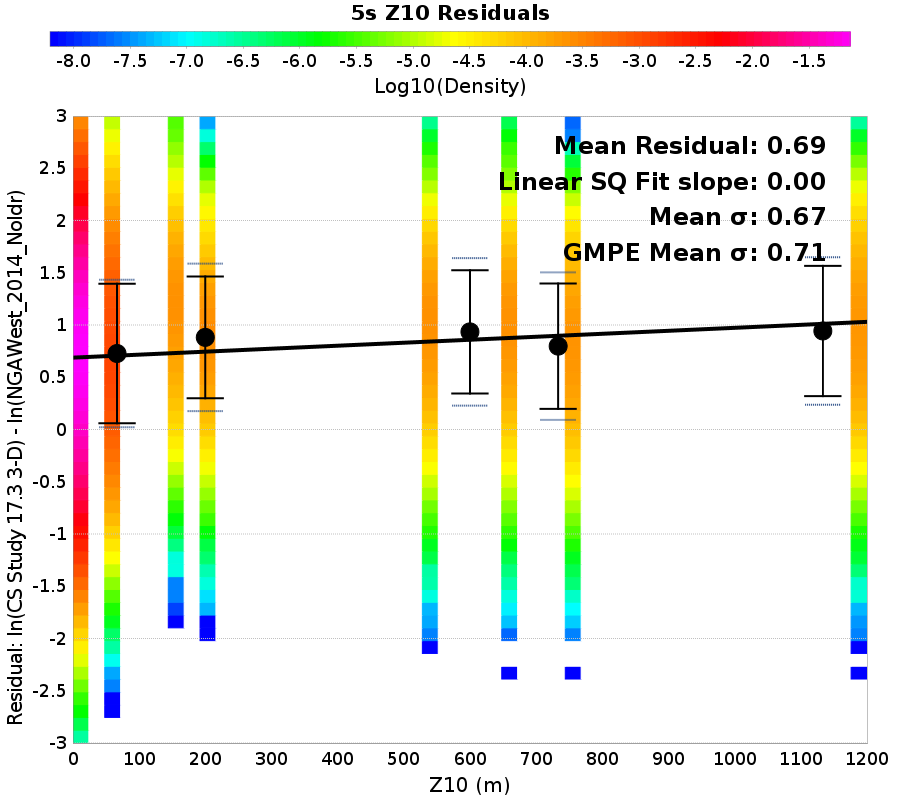 5s Z10 Residuals
-8.0 -7.5 -7.0 -6.5 -6.0 -5.5 -5.0 -4.5 -4.0 -3.5 -3.0 -2.5 -2.0 -1.5
Log10(Density)
Mean Residual: 0.69
Linear SQ Fit slope: 0.00
Mean σ: 0.67
GMPE Mean σ: 0.71
Residual: ln(CS Study 17.3 3-D) - ln(NGAWest_2014_NoIdr)
3
2.5
2
1.5
1
0.5
0
-0.5
-1
-1.5
-2
-2.5
-3
0 100 200 300 400 500 600 700 800 900 1000 1100 1200
Z10 (m)